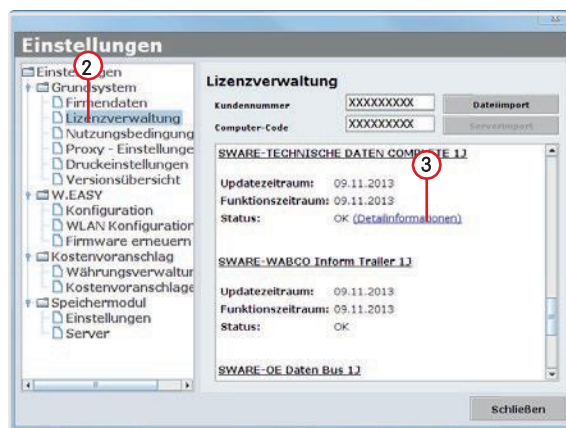 Einstellungen
2
Einstellungen
Grundsystem
Firmendaten
Lizenzverwaltung
Nutzungsbedingung
Proxy - Einstellunge
Druckeinstellungen
Versionsübersicht
W.EASY
Konfiguration
WLAN Konfiguration
Firmware erneuern
Kostenvoranschlag
Währungsverwaltur
Kostenvoranschlage
Speichermodul
Einstellungen
Server
Lizenzverwaltung
Kundennummer XXXXXXXXX Dateiimport
Computer-Code XXXXXXXXX Serverimport
3
SWARE-TECHNISCHE DATEN COMPLETE 1J
Updatezeitraum: 09.11.2013
Funktionszeitraum: 09.11.2013
Status: OK (Detailinformationen)
SWARE-WABCO Inform Trailer 1J
Updatezeitraum: 09.11.2013
Funktionszeitraum: 09.11.2013
Status: OK
SWARE-OE Daten Bus 1J
Schließen